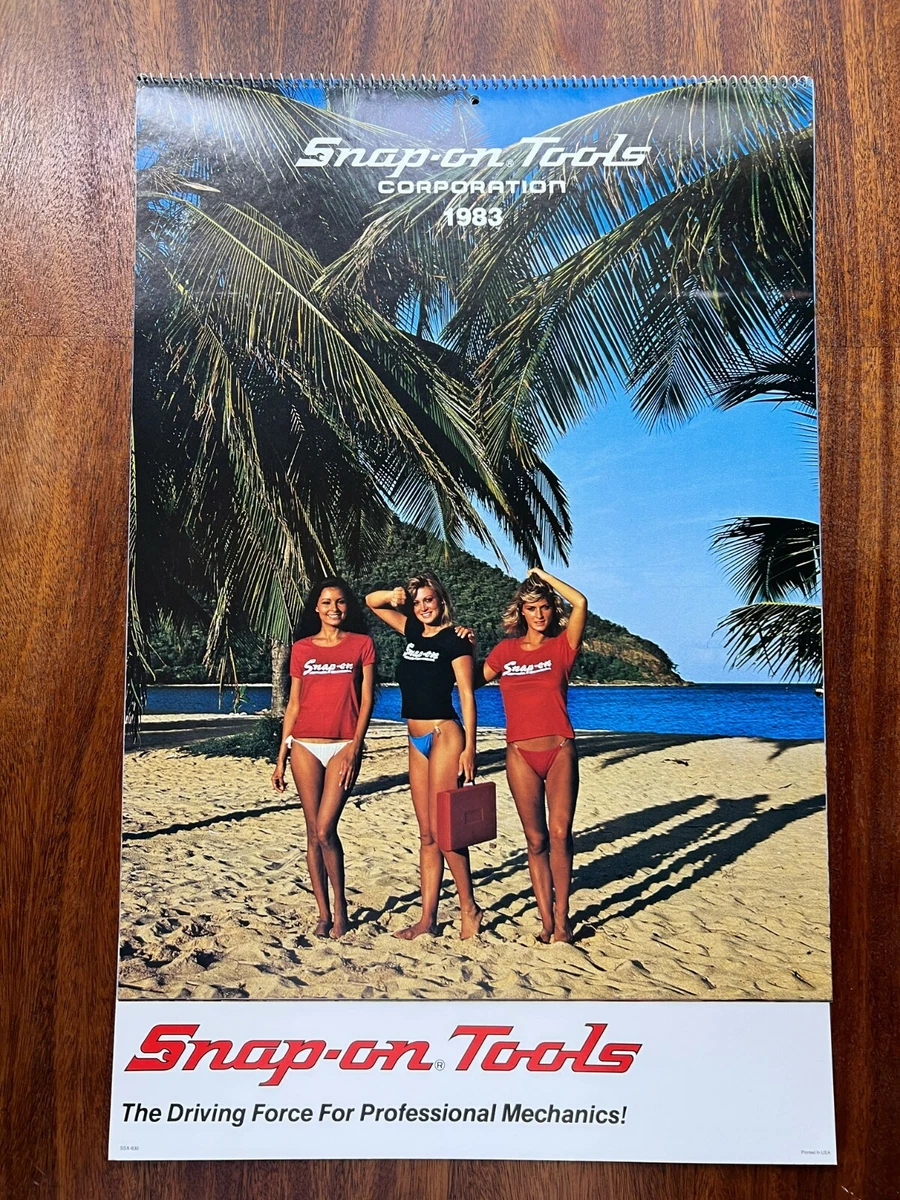 Snap-on® Tools
CORPORATION
1983
Snap-on
Snap-on
Snap-on
Snap-on® Tools
The Driving Force For Professional Mechanics!
Printed in USA